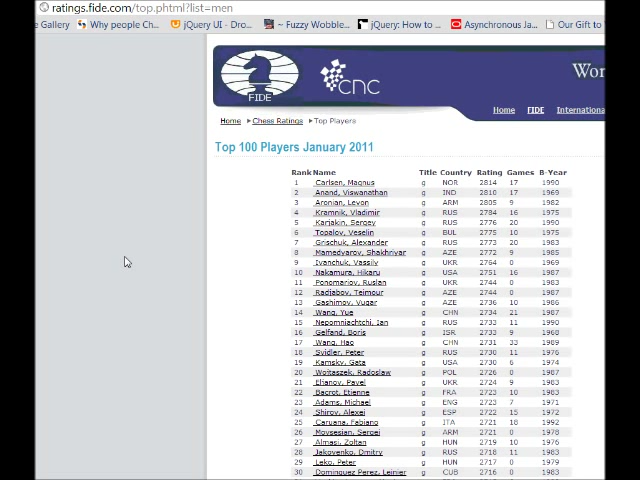 ratings.fide.com/top.phtml?list=men
e Gallery Why people Ch... jQuery UI - Dro... ~ Fuzzy Wobble... jQuery: How to ... Asynchronous Ja... Our Gift to
FIDE
CNC
Wor
Home FIDE Internationa
Home Chess Ratings Top Players
Top 100 Players January 2011
Rank Name Title Country Rating Games B-Year
1 Carlsen, Magnus g NOR 2814 17 1990
2 Anand, Viswanathan g IND 2810 17 1969
3 Aronian, Levon g ARM 2805 9 1982
4 Kramnik, Vladimir g RUS 2784 16 1975
5 Karjakin, Sergey g RUS 2776 20 1990
6 Topalov, Veselin g BUL 2775 10 1975
7 Grischuk, Alexander g RUS 2773 20 1983
8 Mamedyarov, Shakhriyar g AZE 2772 9 1985
9 Ivanchuk, Vassily g UKR 2764 0 1969
10 Nakamura, Hikaru g USA 2751 16 1987
11 Ponomariov, Ruslan g UKR 2744 0 1983
12 Radjabov, Teimour g AZE 2744 0 1987
13 Gashimov, Vugar g AZE 2736 10 1986
14 Wang, Yue g CHN 2734 21 1987
15 Nepomniachtchi, Ian g RUS 2733 11 1990
16 Gelfand, Boris g ISR 2733 9 1968
17 Wang, Hao g CHN 2731 33 1989
18 Svidler, Peter g RUS 2730 11 1976
19 Kamsky, Gata g USA 2730 6 1974
20 Wojtaszek, Radoslaw g POL 2726 0 1987
21 Eljanov, Pavel g UKR 2724 9 1983
22 Bacrot, Etienne g FRA 2723 10 1983
23 Adams, Michael g ENG 2723 7 1971
24 Shirov, Alexei g ESP 2722 15 1972
25 Caruana, Fabiano g ITA 2721 18 1992
26 Movsesian, Sergei g ARM 2721 0 1978
27 Almasi, Zoltan g HUN 2719 10 1976
28 Jakovenko, Dmitry g RUS 2718 11 1983
29 Leko, Peter g HUN 2717 0 1979
30 Dominguez Perez, Leinier g CUB 2716 0 1983